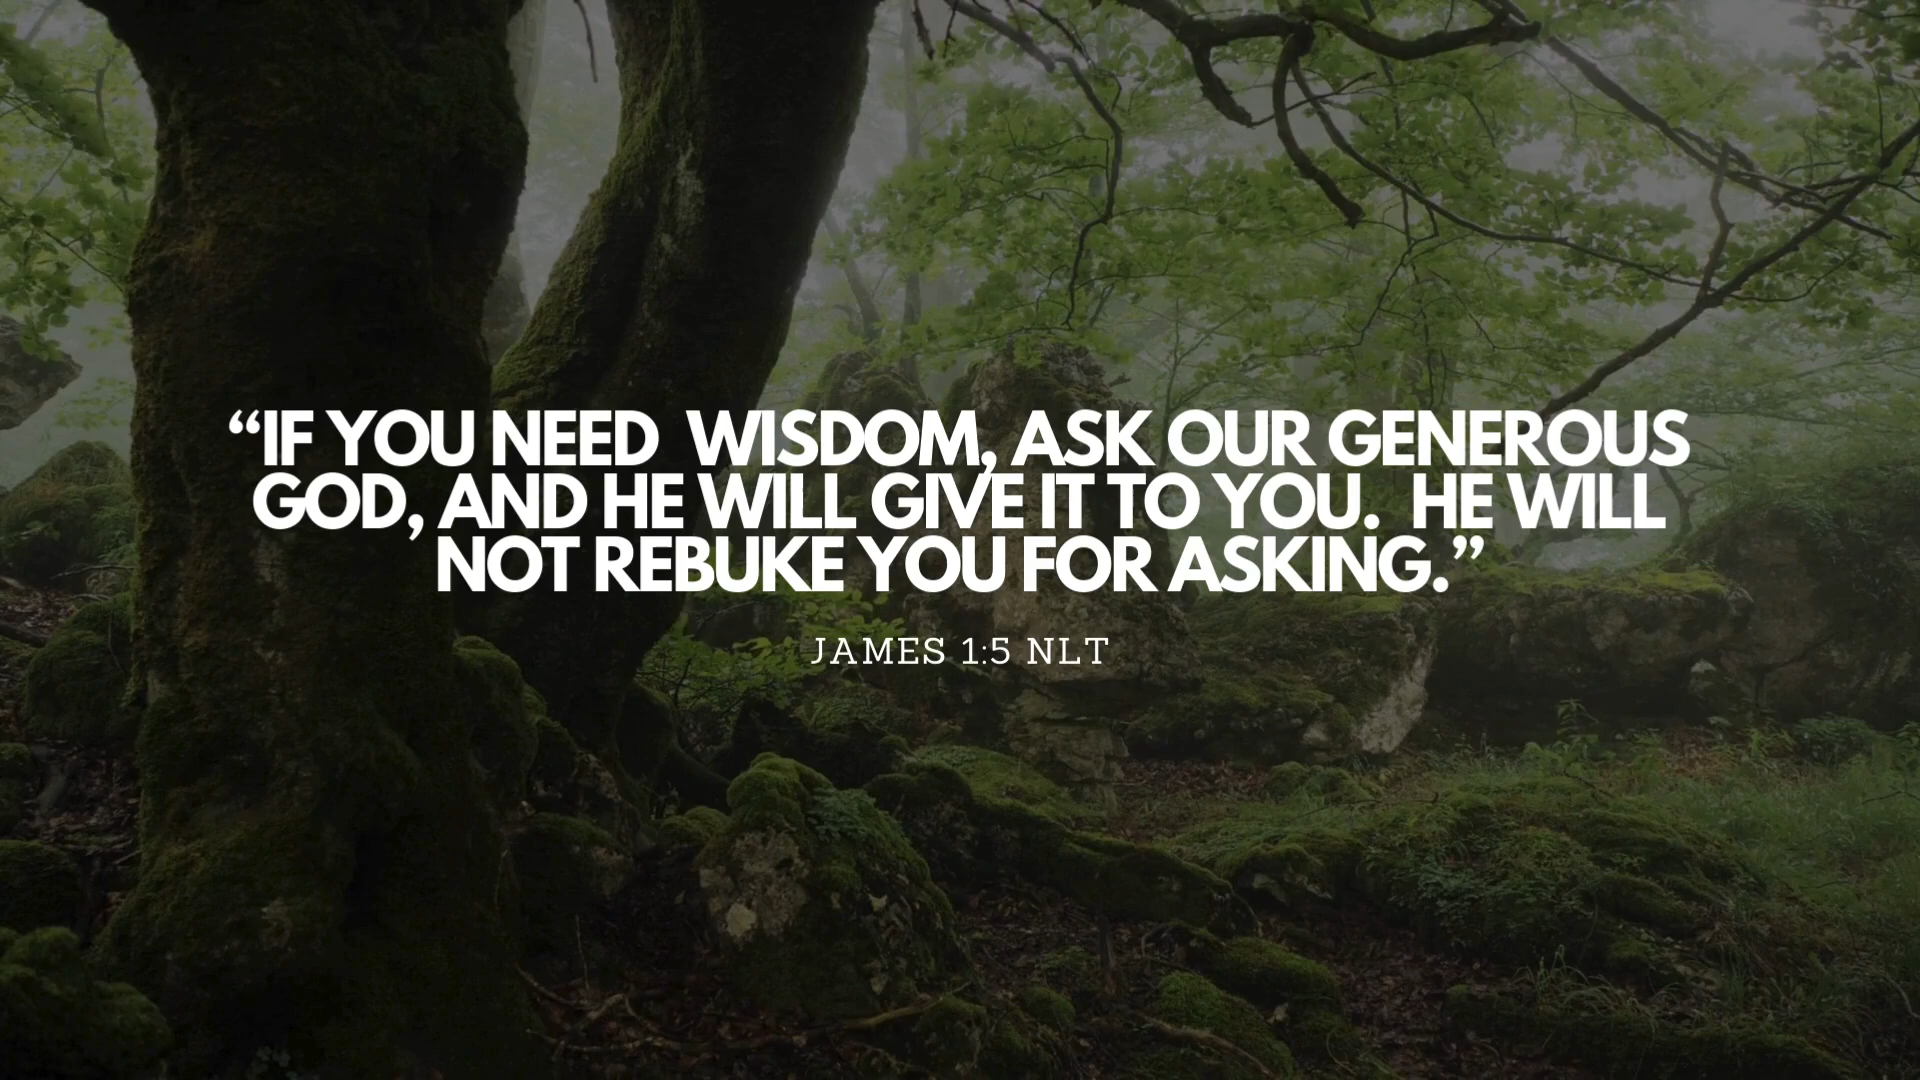 “IF YOU NEED  WISDOM, ASK OUR GENEROUS
GOD, AND HE WILL GIVE IT TO YOU.  HE WILL
NOT REBUKE YOU FOR ASKING.”
JAMES 1:5 NLT